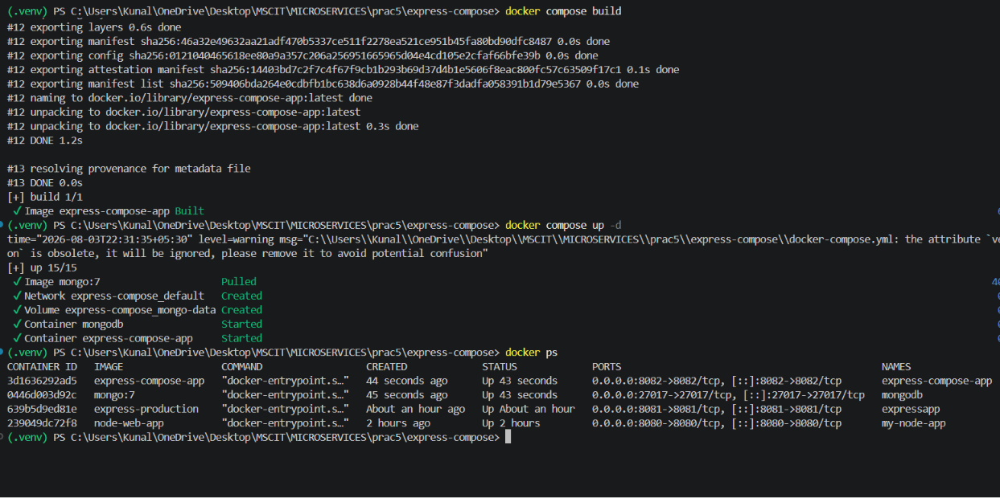 (.venv) PS C:\Users\Kunal\OneDrive\Desktop\MSCIT\MICROSERVICES\prac5\express-compose> docker compose build
#12 exporting layers 0.6s done
#12 exporting manifest sha256:46a32e49632aa21adf470b5337ce511f2278ea521ce951b45fa80bd90dfc8487 0.0s done
#12 exporting config sha256:0121040465618ee80a9a357c206a256951665965d04e4cd105e2cfaf66bfe39b 0.0s done
#12 exporting attestation manifest sha256:14403bd7c2f7c4f67f9cb1b293b69d37d4b1e5606f8eac800fc57c63509f17c1 0.1s done
#12 exporting manifest list sha256:509406bda264e0cdbfb1bc638d6a0928b44f48e87f3dadfa058391b1d79e5367 0.0s done
#12 naming to docker.io/library/express-compose-app:latest done
#12 unpacking to docker.io/library/express-compose-app:latest
#12 unpacking to docker.io/library/express-compose-app:latest 0.3s done
#12 DONE 1.2s
#13 resolving provenance for metadata file
#13 DONE 0.0s
[+] build 1/1
✓ Image express-compose-app Built
(.venv) PS C:\Users\Kunal\OneDrive\Desktop\MSCIT\MICROSERVICES\prac5\express-compose> docker compose up -d
time="2026-08-03T22:31:35+05:30" level=warning msg="C:\\Users\\Kunal\\OneDrive\\Desktop\\MSCIT\\MICROSERVICES\\prac5\\express-compose\\docker-compose.yml: the attribute `ve
on` is obsolete, it will be ignored, please remove it to avoid potential confusion"
[+] up 15/15
✓ Image mongo:7 Pulled
✓ Network express-compose_default Created
✓ Volume express-compose_mongo-data Created
✓ Container mongodb Started
✓ Container express-compose-app Started
(.venv) PS C:\Users\Kunal\OneDrive\Desktop\MSCIT\MICROSERVICES\prac5\express-compose> docker ps
CONTAINER ID IMAGE COMMAND CREATED STATUS PORTS NAMES
3d1636292ad5 express-compose-app "docker-entrypoint.s…" 44 seconds ago Up 43 seconds 0.0.0.0:8082->8082/tcp, [::]:8082->8082/tcp express-compose-app
0446d003d92c mongo:7 "docker-entrypoint.s…" 45 seconds ago Up 43 seconds 0.0.0.0:27017->27017/tcp, [::]:27017->27017/tcp mongodb
639b5d9ed81e express-production "docker-entrypoint.s…" About an hour ago Up About an hour 0.0.0.0:8081->8081/tcp, [::]:8081->8081/tcp expressapp
239049dc72f8 node-web-app "docker-entrypoint.s…" 2 hours ago Up 2 hours 0.0.0.0:8080->8080/tcp, [::]:8080->8080/tcp my-node-app
(.venv) PS C:\Users\Kunal\OneDrive\Desktop\MSCIT\MICROSERVICES\prac5\express-compose>